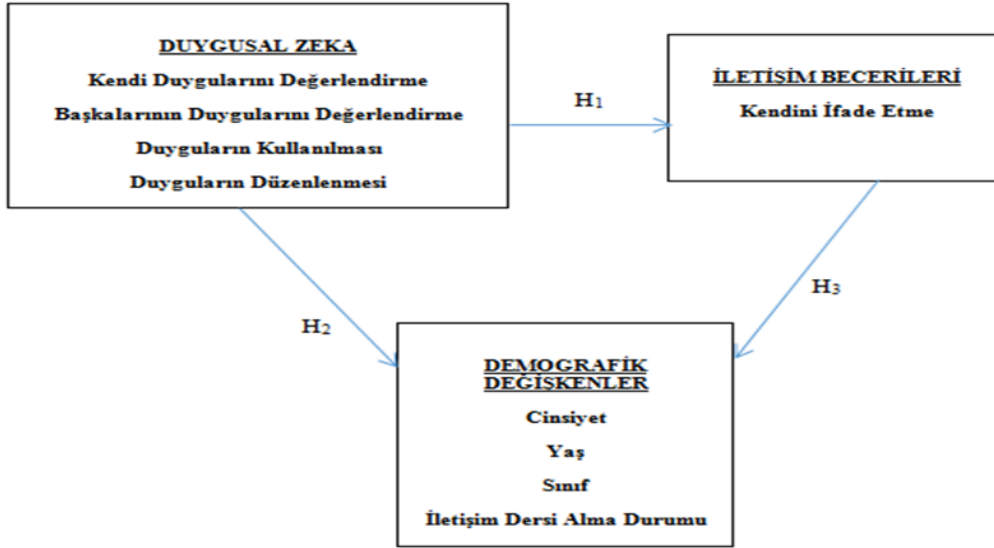 DUYGUSAL ZEKA
Kendi Duygularını Değerlendirme
Başkalarının Duygularını Değerlendirme
Duyguların Kullanılması
Duyguların Düzenlenmesi
H1
İLETİŞİM BECERİLERİ
Kendini İfade Etme
H2
H3
DEMOGRAFİK
DEĞİŞKENLER
Cinsiyet
Yaş
Sınıf
İletişim Dersi Alma Durumu